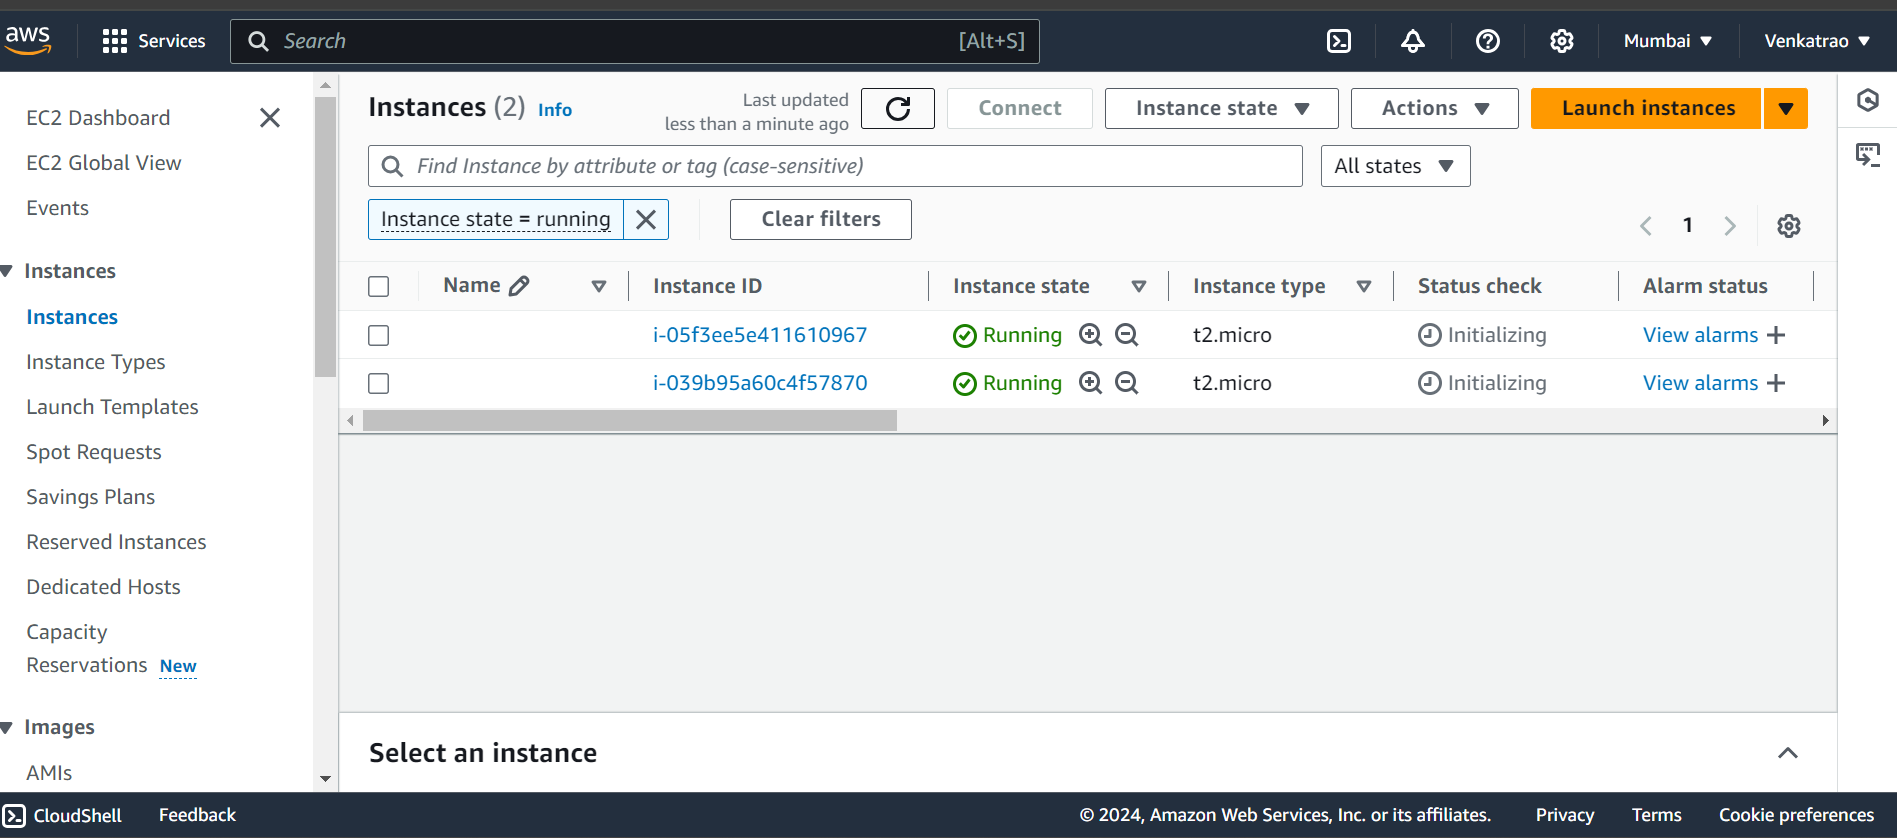 aws
Services
Search
[Alt+S]
Mumbai
Venkatrao
EC2 Dashboard
EC2 Global View
Events
Instances
Instances
Instance Types
Launch Templates
Spot Requests
Savings Plans
Reserved Instances
Dedicated Hosts
Capacity
Reservations New
Images
AMIs
Instances (2) Info
Last updated
less than a minute ago
Connect
Instance state
Actions
Launch instances
Find Instance by attribute or tag (case-sensitive)
All states
Instance state = running
Clear filters
1
Name Instance ID Instance state Instance type Status check Alarm status
i-05f3ee5e411610967 Running t2.micro Initializing View alarms
i-039b95a60c4f57870 Running t2.micro Initializing View alarms
Select an instance
CloudShell Feedback © 2024, Amazon Web Services, Inc. or its affiliates. Privacy Terms Cookie preferences